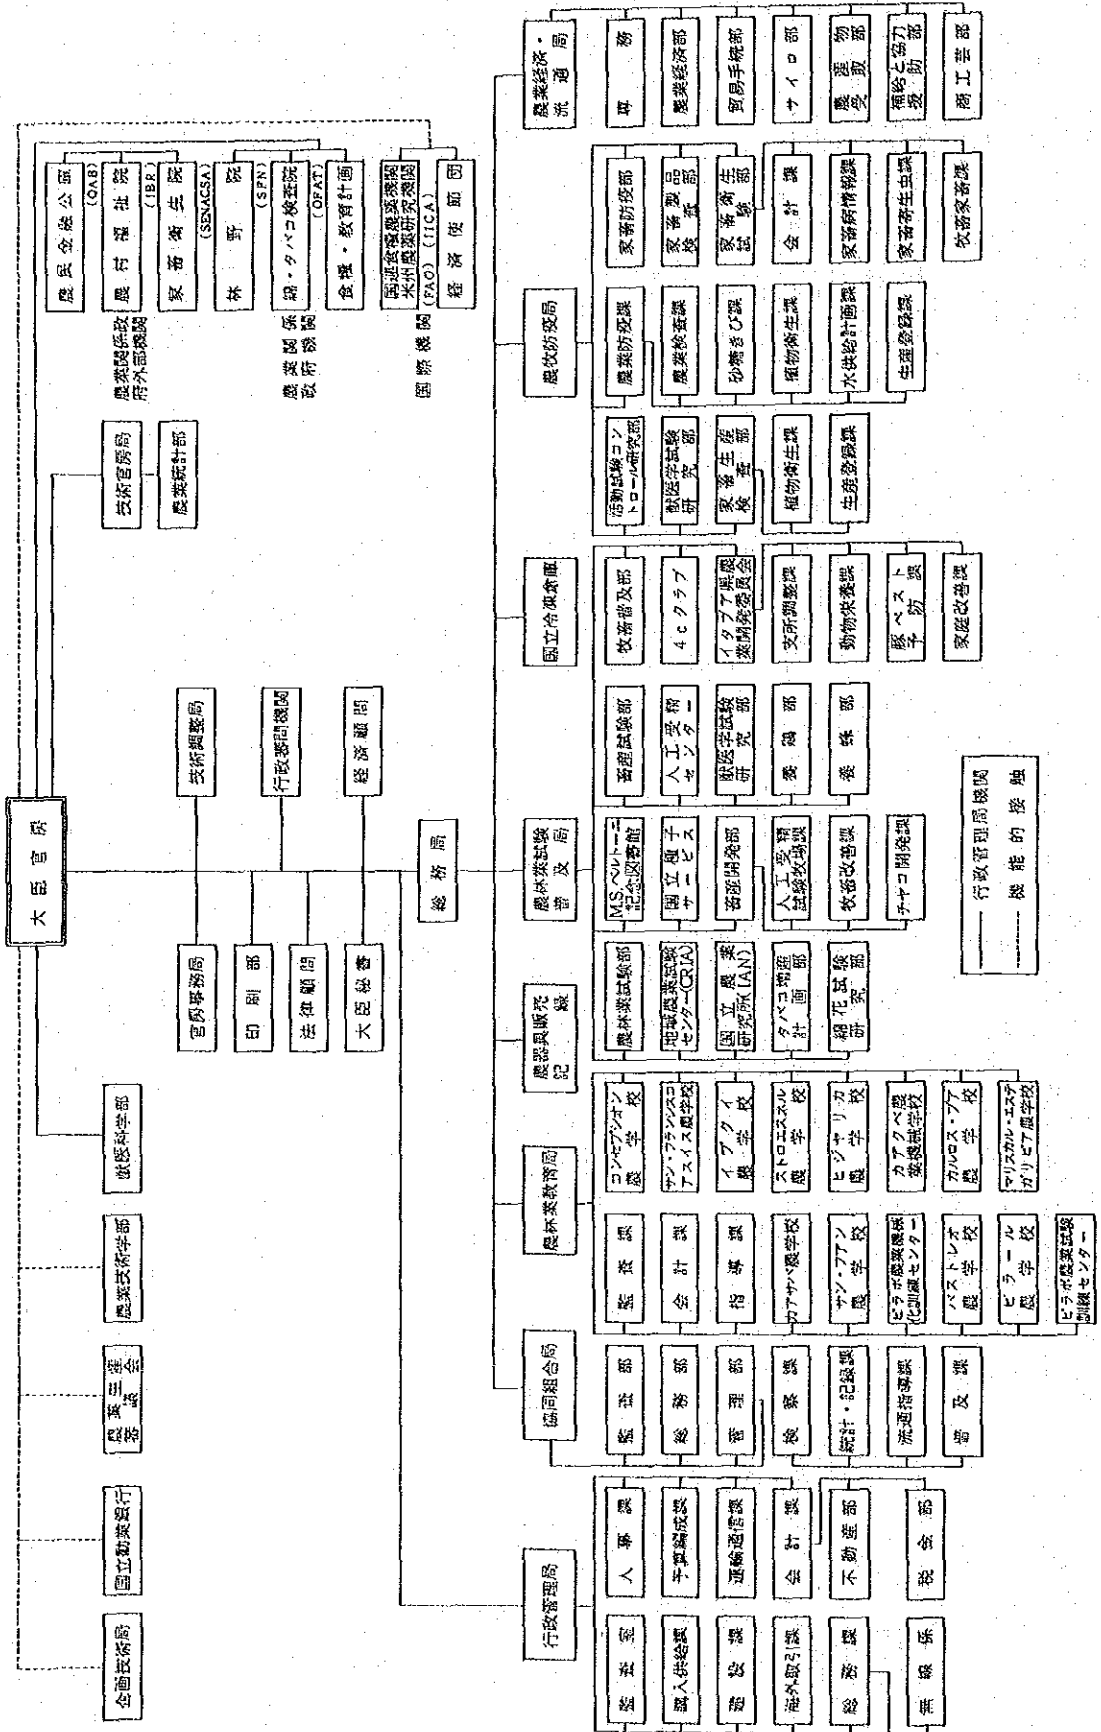 大臣官房
企画技術局
国立勧業銀行
農業生産
審議会
農業技術学部
獣医科学部
官房事務局
印刷部
法律顧問
大臣秘書
技術調整局
行政審問機関
経済顧問
技術官房局
農業統計部
農業関係政
府外部機関
農民金融公庫
(OAB)
農村福祉院
(IBR)
家畜衛生院
(SENACSA)
林野院
(SFN)
綿・タバコ検査院
(OFAT)
食糧・教育計画
農業関係
政府機関
国連食糧農業機関
米州農業研究機関
(FAO) (IICA)
経済使節団
国際機関
総務局
行政管理局
監査室
購入供給課
建設課
海外取引課
総務課
無線係
人事課
予算編成課
運輸通信課
会計課
不動産部
税金部
協同組合局
監査部
総務部
管理部
検察課
統計・記録課
流通指導課
普及課
農林業教育局
監査課
会計課
指導課
カアサパ農学校
サン・フアン
農学校
ピラポ農業機械
化訓練センター
パストレオ
農学校
ピラール
農学校
ピラポ農業試験
訓練センター
コンセプシオン
農学校
サン・フランシスコ
アスイス農学校
イプクイ
農学校
ストロエスネル
農学校
ビジャリカ
農学校
カアクペ農
業機械学校
カルロス・プア
農学校
マリスカル・エステ
ガリビア農学校
農器具販売
記録
農林業試験
普及局
農林業試験部
地域農業試験
センター(CRIA)
国立農業
研究所(IAN)
タバコ増産
計画部
綿花試験
研究部
M.S.ベルトーニ
記念図書館
国立種子
サービス
畜産開発部
人工受精
試験牧場課
牧畜改善課
チャコ開発課
畜産試験部
人工受精
センター
獣医学試験
研究部
養鶏部
養蜂部
牧畜普及部
4cクラブ
イタプア県農
業開発委員会
支所調整課
動物栄養課
豚ペスト
予防課
家庭改善課
国立冷凍倉庫
農牧防疫局
活動試験コン
トロール研究部
獣医学試験
研究部
家畜生産
検査部
植物衛生課
生産登録課
農業防疫課
農業検査課
砂糖きび課
植物衛生課
水供給計画課
生産登録課
家畜防疫部
家畜製品
検査部
家畜衛生
試験部
会計課
家畜病情報課
家畜寄生虫課
牧畜家畜課
農業経済・
流通局
専務
農業経済部
貿易手続部
サイロ部
農産物
受取部
補給と協力
援助部
商工芸部
行政管理局機関
機能的接触